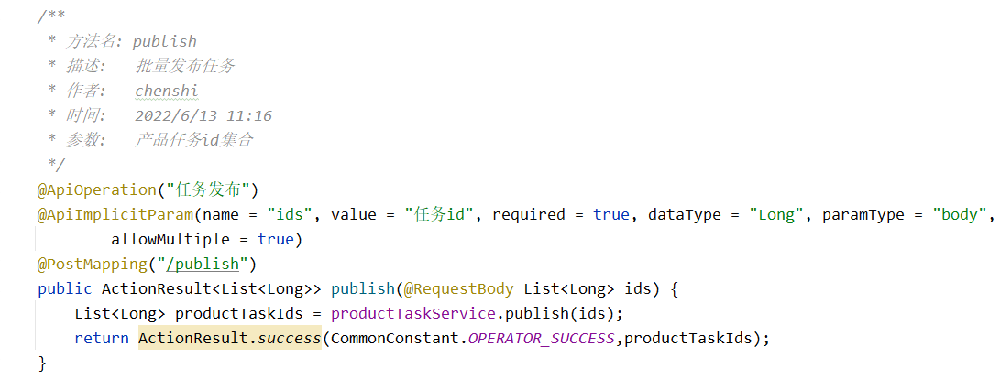 /**
 * 方法名: publish
 * 描述:   批量发布任务
 * 作者:   chenshi
 * 时间:   2022/6/13 11:16
 * 参数:   产品任务id集合
 */
@ApiOperation("任务发布")
@ApiImplicitParam(name = "ids", value = "任务id", required = true, dataType = "Long", paramType = "body",
        allowMultiple = true)
@PostMapping("/publish")
public ActionResult<List<Long>> publish(@RequestBody List<Long> ids) {
    List<Long> productTaskIds = productTaskService.publish(ids);
    return ActionResult.success(CommonConstant.OPERATOR_SUCCESS,productTaskIds);
}